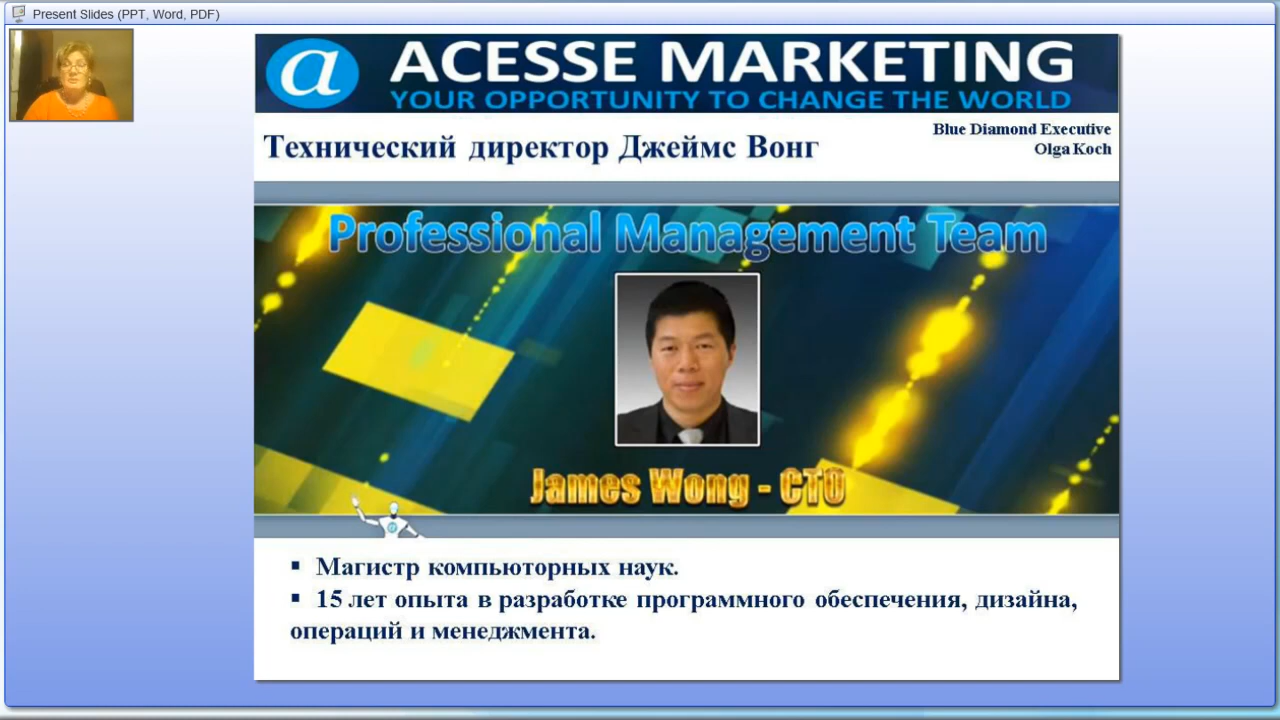 Present Slides (PPT, Word, PDF)
a ACESSE MARKETING
YOUR OPPORTUNITY TO CHANGE THE WORLD
Blue Diamond Executive
Olga Koch
Технический директор Джеймс Вонг
Professional Management Team
James Wong - CTO
▪ Магистр компьюторных наук.
▪ 15 лет опыта в разработке программного обеспечения, дизайна,
операций и менеджмента.